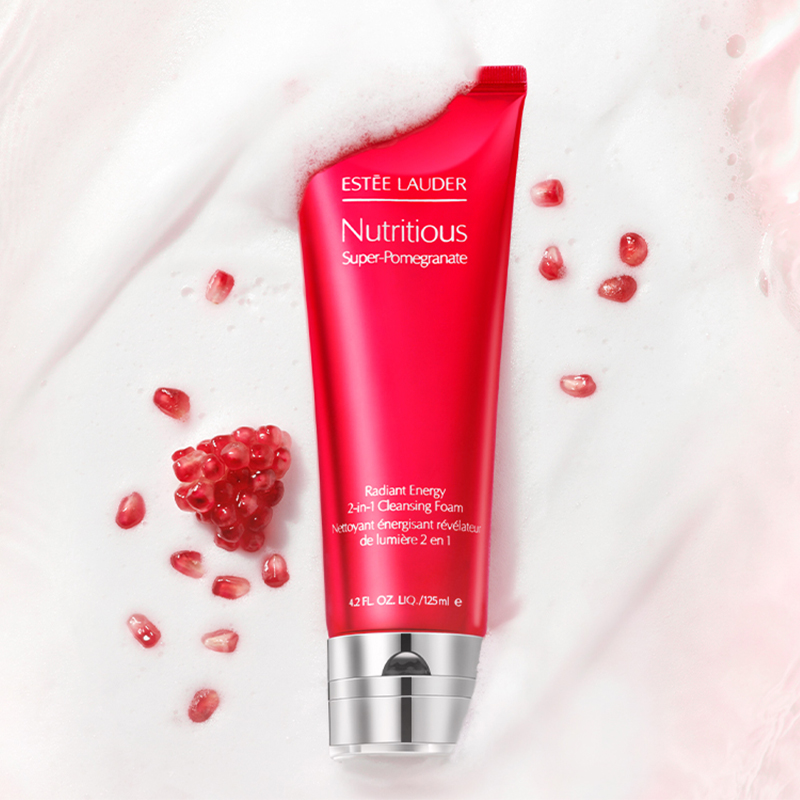 ESTĒE LAUDER
Nutritious
Super-Pomegranate
Radiant Energy
2-in-1 Cleansing Foam
Nettoyant énergisant révélateur
de lumière 2 en 1
4.2 FL. OZ. LIQ./125 ml e